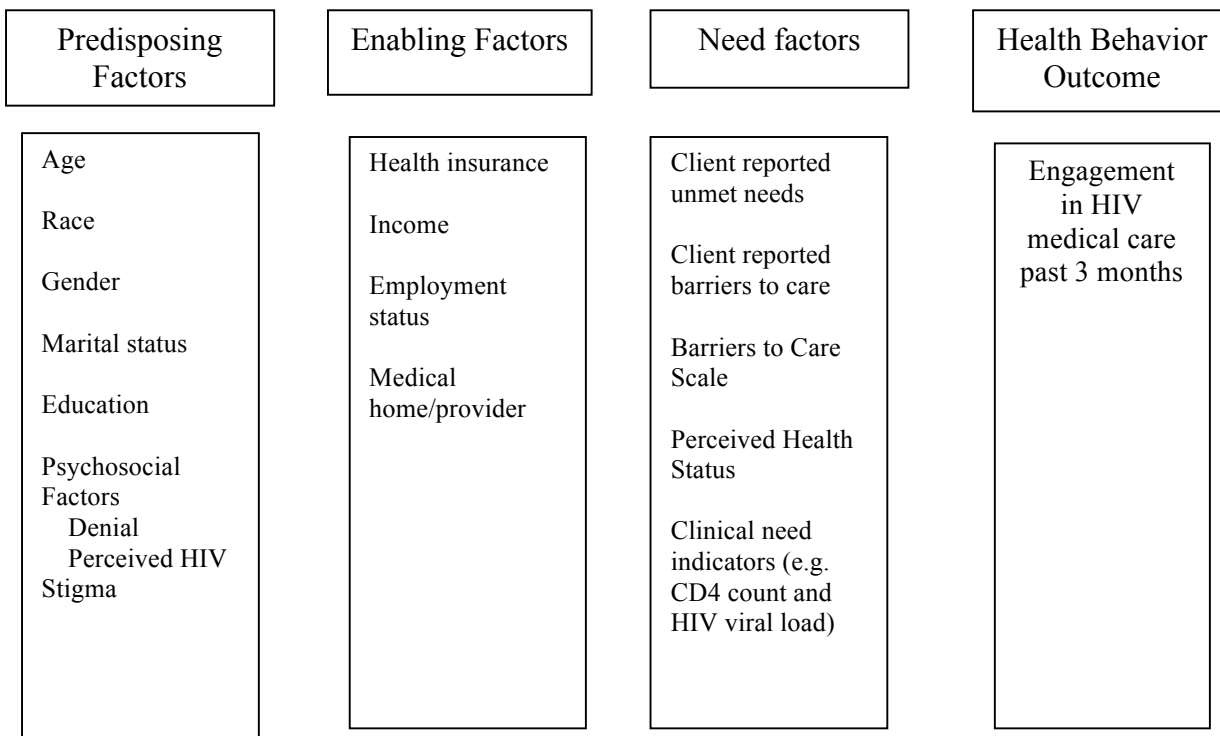 Predisposing
Factors
Enabling Factors
Need factors
Health Behavior
Outcome
Age
Race
Gender
Marital status
Education
Psychosocial
Factors
Denial
Perceived HIV
Stigma
Health insurance
Income
Employment
status
Medical
home/provider
Client reported
unmet needs
Client reported
barriers to care
Barriers to Care
Scale
Perceived Health
Status
Clinical need
indicators (e.g.
CD4 count and
HIV viral load)
Engagement
in HIV
medical care
past 3 months